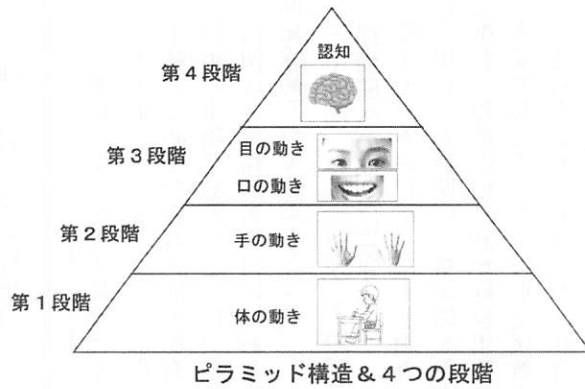 認知
第4段階
目の動き
第3段階
口の動き
第2段階
手の動き
第1段階
体の動き
ピラミッド構造&4つの段階